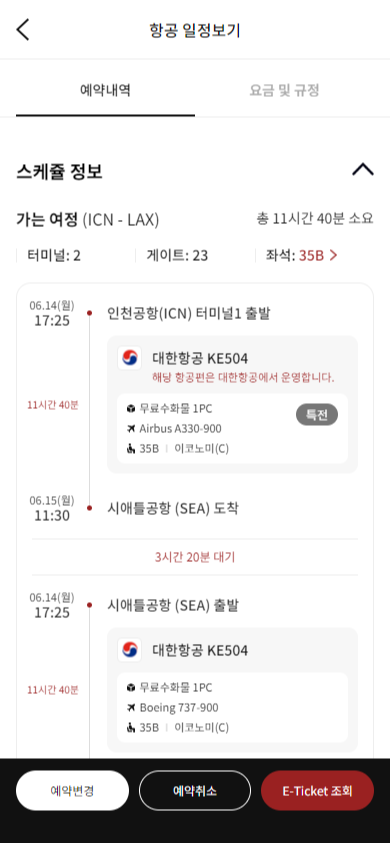 항공 일정보기
예약내역
요금 및 규정
스케쥴 정보
가는 여정 (ICN - LAX)
총 11시간 40분 소요
터미널: 2
게이트: 23
좌석: 35B
06.14(월)
17:25
인천공항(ICN) 터미널1 출발
대한항공 KE504
해당 항공편은 대한항공에서 운영합니다.
11시간 40분
무료수화물 1PC
특전
Airbus A330-900
35B | 이코노미(C)
06.15(월)
11:30
시애틀공항 (SEA) 도착
3시간 20분 대기
06.14(월)
17:25
시애틀공항 (SEA) 출발
대한항공 KE504
11시간 40분
무료수화물 1PC
Boeing 737-900
35B | 이코노미(C)
예약변경
예약취소
E-Ticket 조회